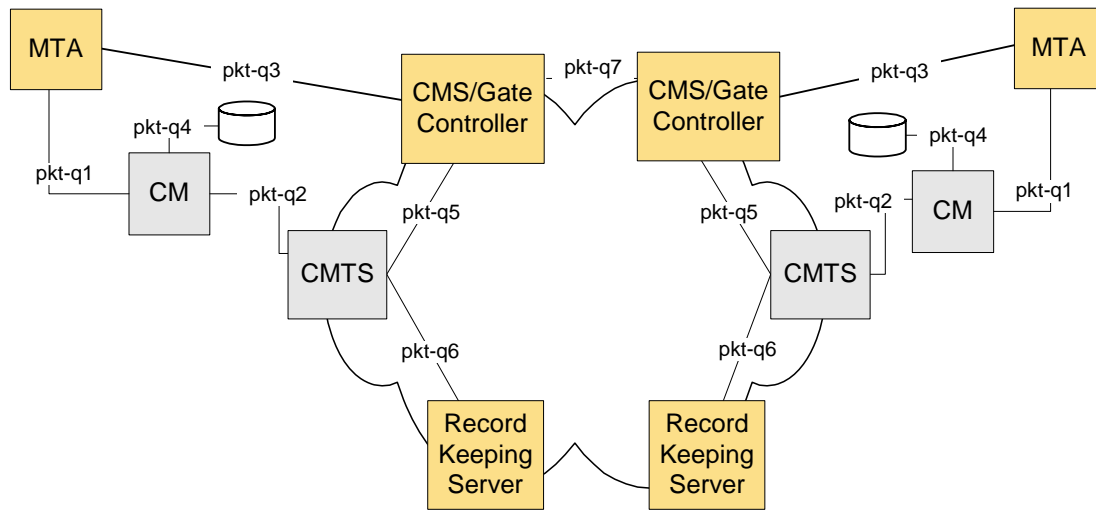 MTA
MTA
pkt-q3
pkt-q7
pkt-q3
CMS/Gate
Controller
CMS/Gate
Controller
pkt-q4
pkt-q4
pkt-q1
CM
pkt-q2
pkt-q5
pkt-q5
pkt-q2
CM
pkt-q1
CMTS
CMTS
pkt-q6
pkt-q6
Record
Keeping
Server
Record
Keeping
Server